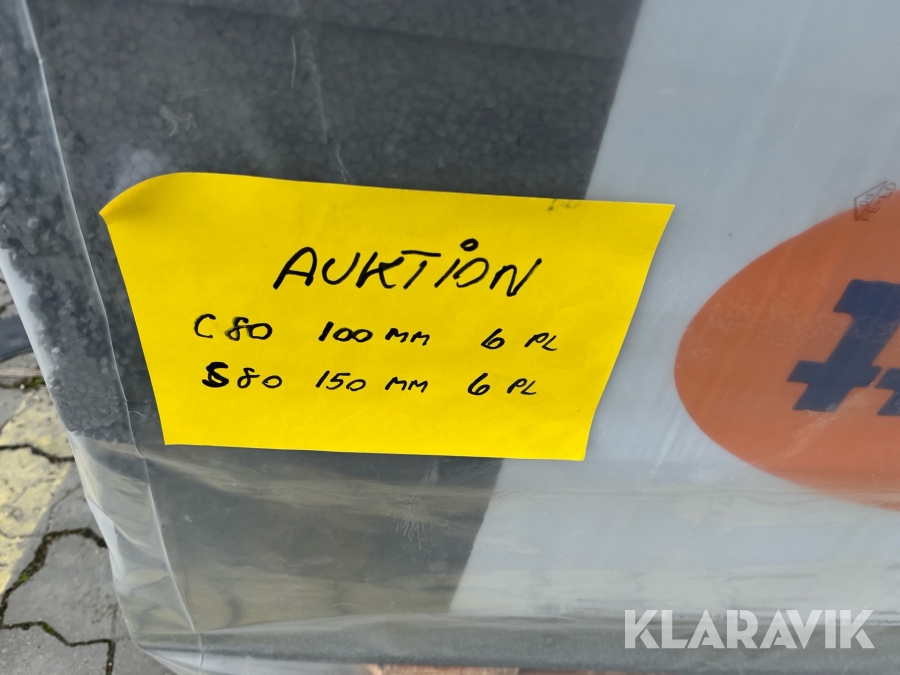 AUKTION
C80 100 MM 6 PL
S80 150 MM 6 PL
KLARAVIK